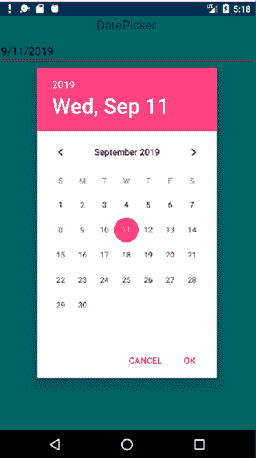 5:18
DatePicker
9/11/2019
2019
Wed, Sep 11
September 2019
S M T W T F S
1 2 3 4 5 6 7
8 9 10 11 12 13 14
15 16 17 18 19 20 21
22 23 24 25 26 27 28
29 30
CANCEL OK